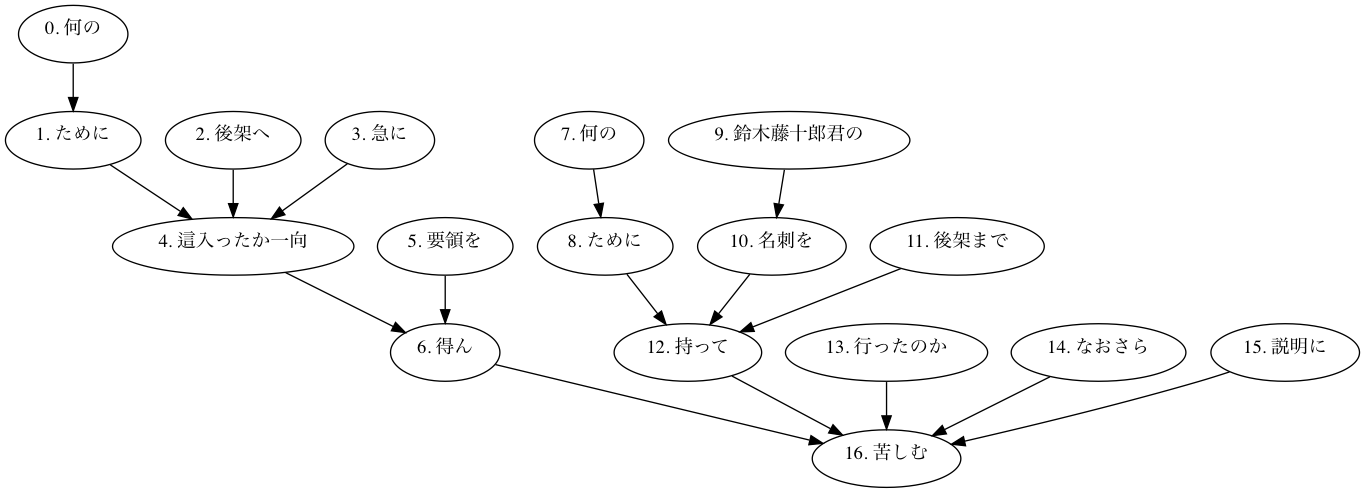 0. 何の
1. ために
2. 後架へ
3. 急に
7. 何の
9. 鈴木藤十郎君の
4. 這入ったか一向
5. 要領を
8. ために
10. 名刺を
11. 後架まで
6. 得ん
12. 持って
13. 行ったのか
14. なおさら
15. 説明に
16. 苦しむ